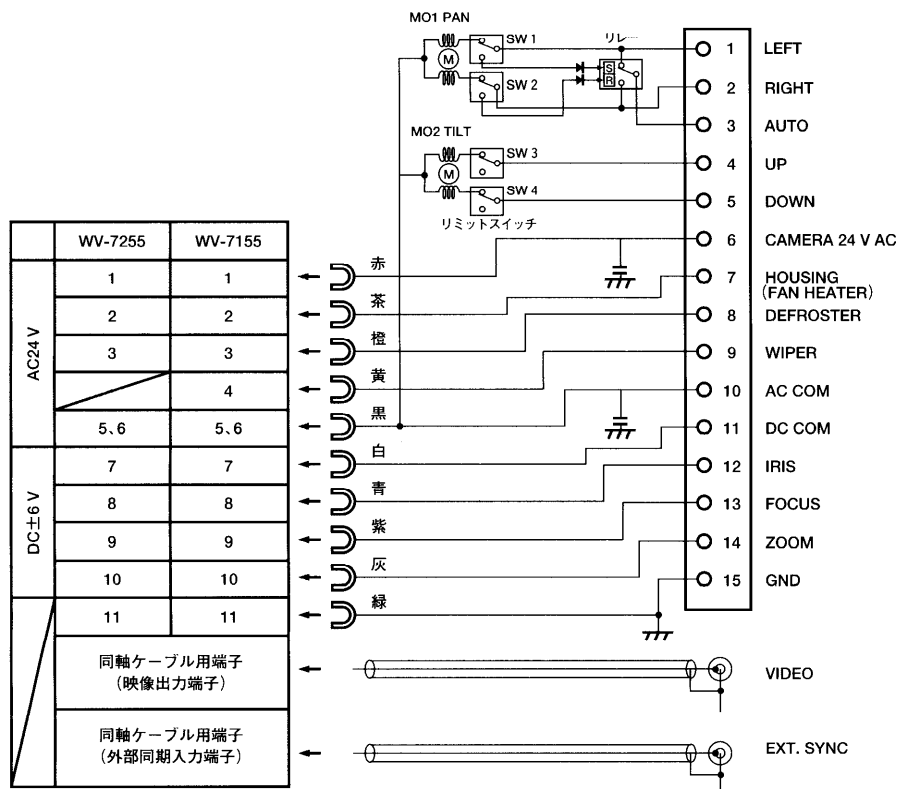 MO1 PAN
SW 1
M
SW 2
S
R
1 LEFT
2 RIGHT
3 AUTO
MO2 TILT
SW 3
M
SW 4
リミットスイッチ
4 UP
5 DOWN
6 CAMERA 24 V AC
7 HOUSING
(FAN HEATER)
8 DEFROSTER
9 WIPER
10 AC COM
11 DC COM
12 IRIS
13 FOCUS
14 ZOOM
15 GND
VIDEO
EXT. SYNC
WV-7255 WV-7155
AC24 V
1 1 赤
2 2 茶
3 3 橙
4 黄
5、6 5、6 黒
DC±6 V
7 7 白
8 8 青
9 9 紫
10 10 灰
11 11 緑
同軸ケーブル用端子
(映像出力端子)
同軸ケーブル用端子
(外部同期入力端子)